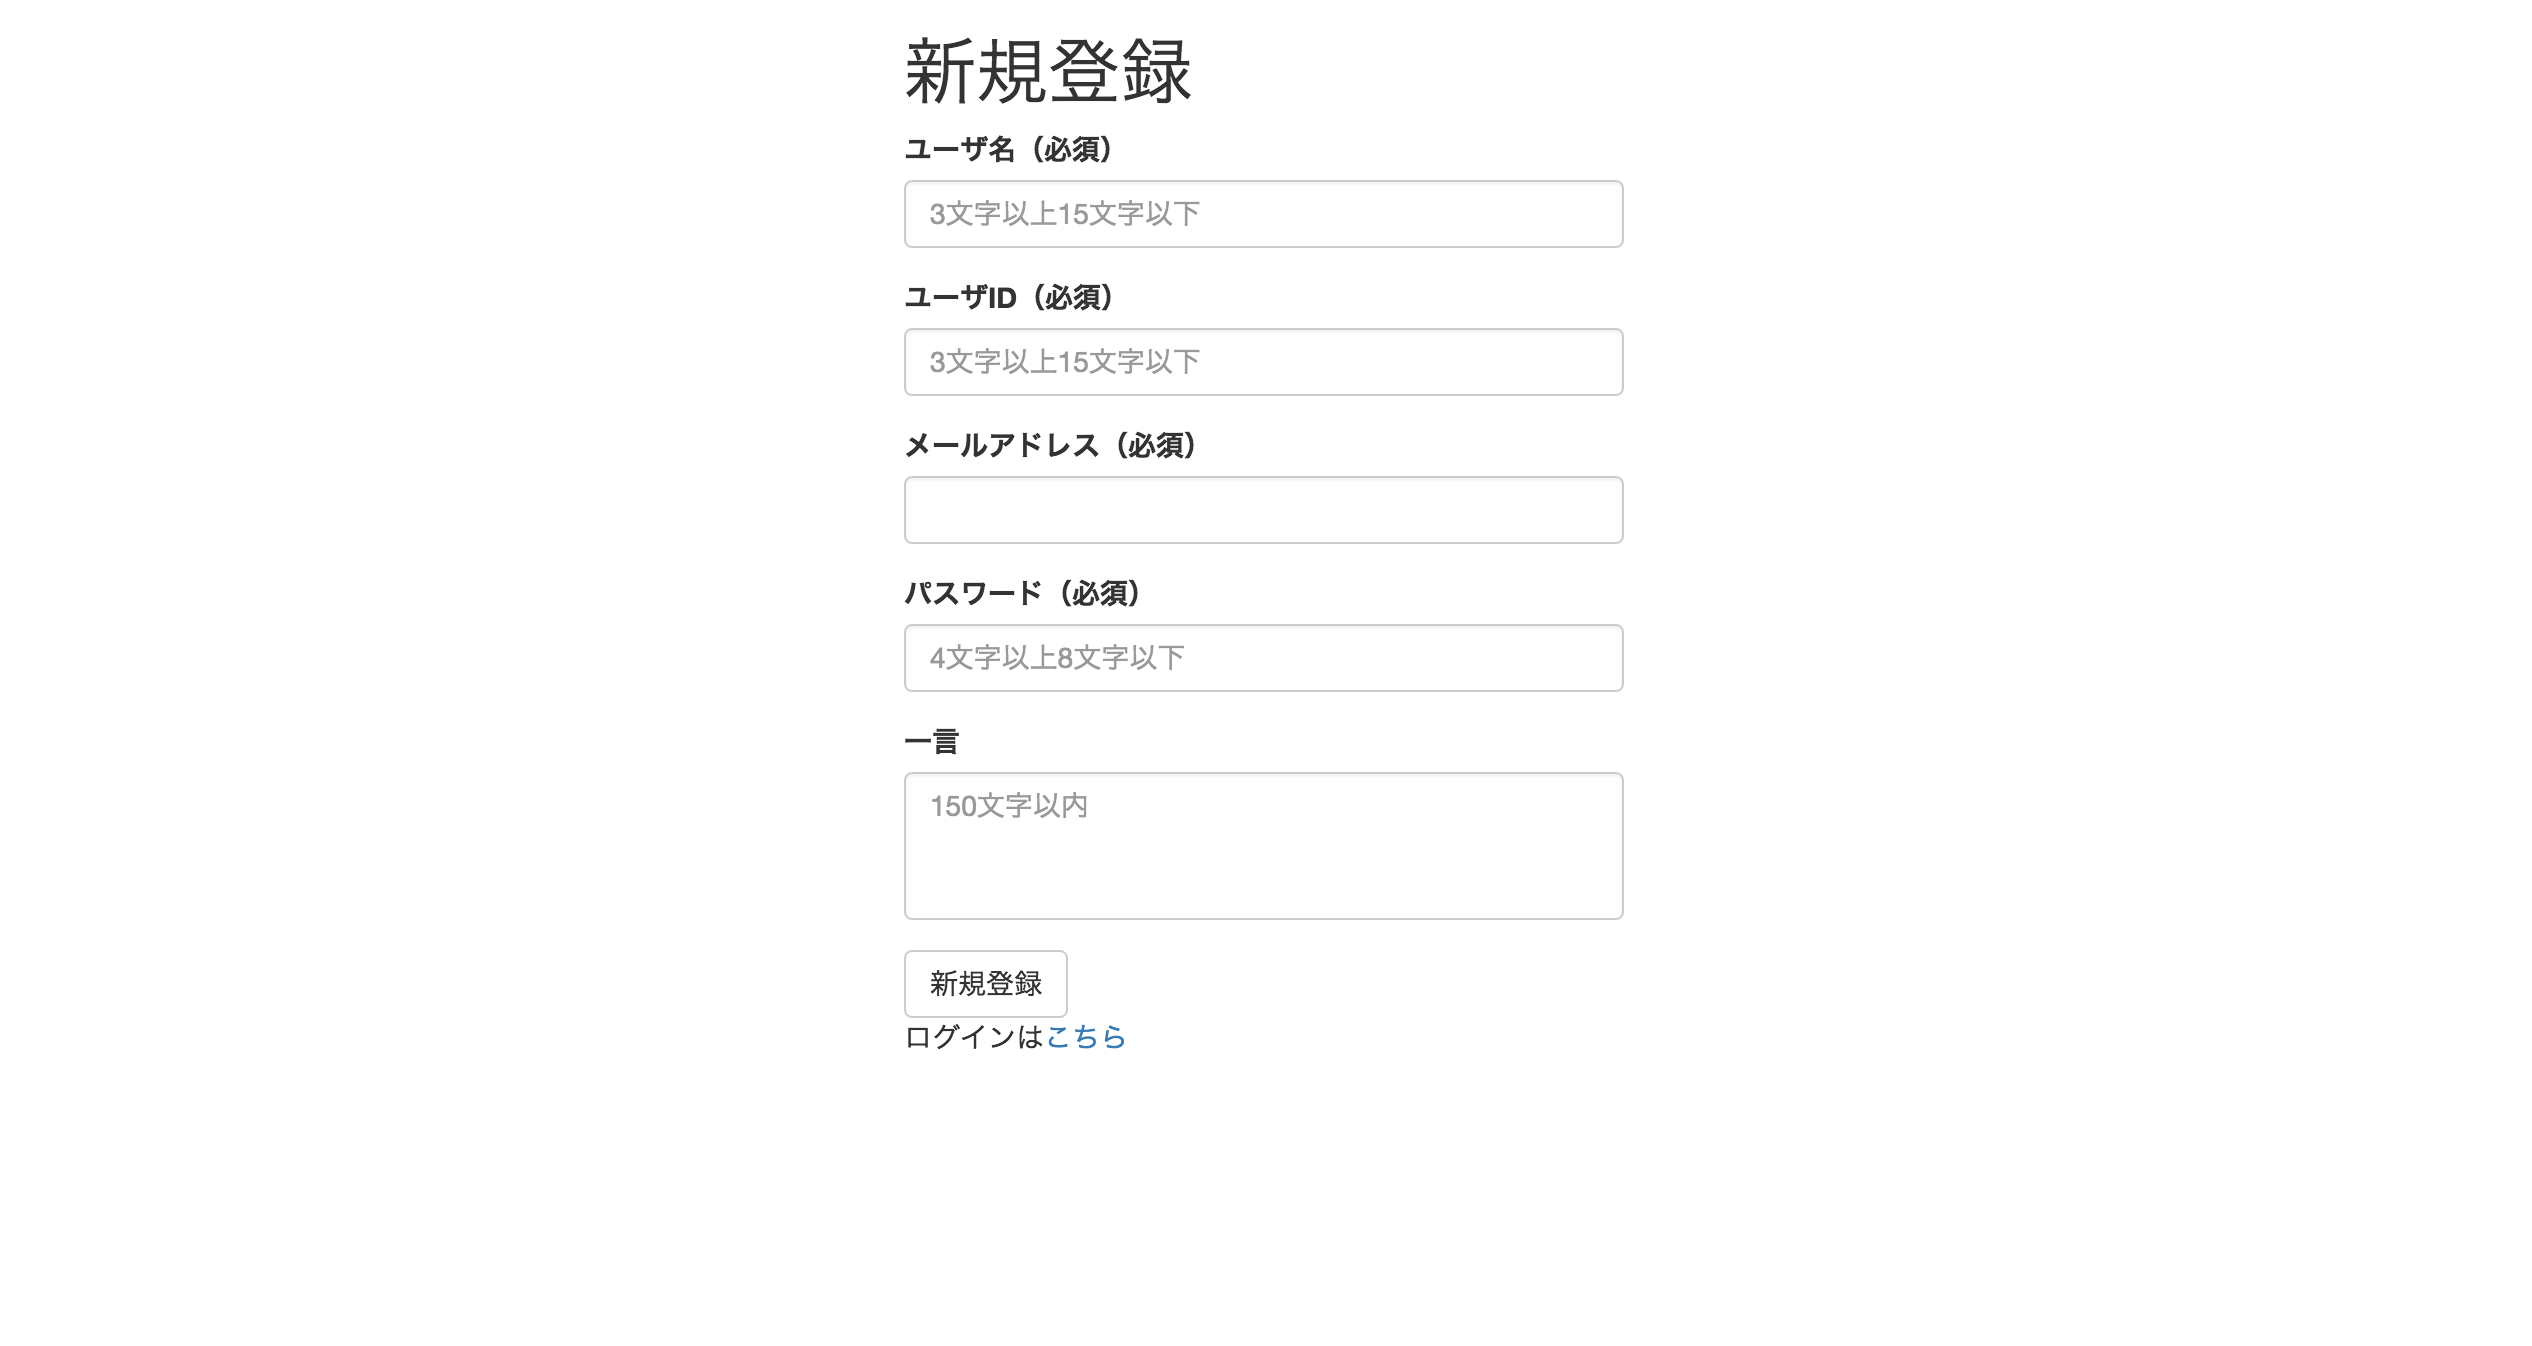 新規登録
ユーザ名（必須）
3文字以上15文字以下
ユーザID（必須）
3文字以上15文字以下
メールアドレス（必須）
パスワード（必須）
4文字以上8文字以下
一言
150文字以内
新規登録
ログインはこちら